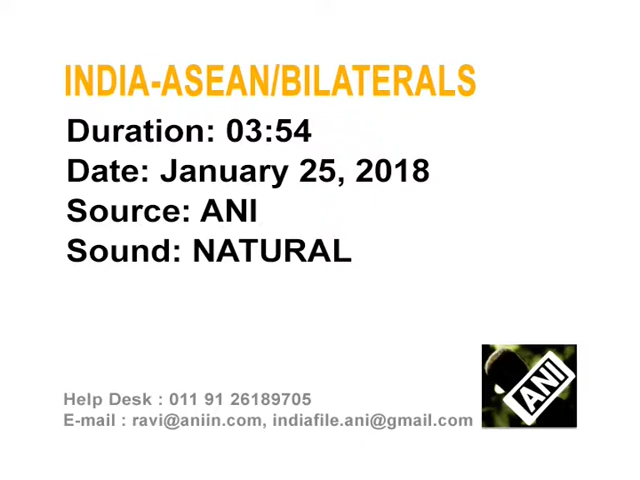 INDIA-ASEAN/BILATERALS
Duration: 03:54
Date: January 25, 2018
Source: ANI
Sound: NATURAL
Help Desk : 011 91 26189705
E-mail : ravi@aniin.com, indiafile.ani@gmail.com
ANI